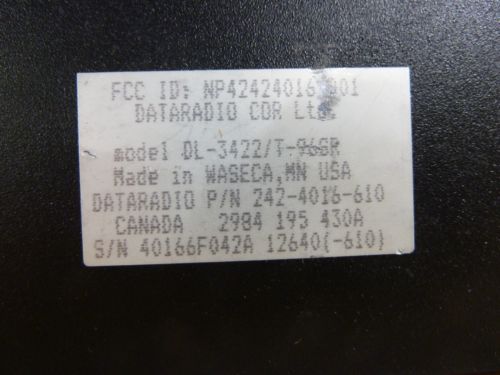 FCC ID:
DATARADIO COR Ltd.
model DL-3422/T-96SR
Made in WASECA,MN USA
DATARADIO P/N 242-4016-610
CANADA 2984 195 430A
S/N 40166F042A 12640(-610)